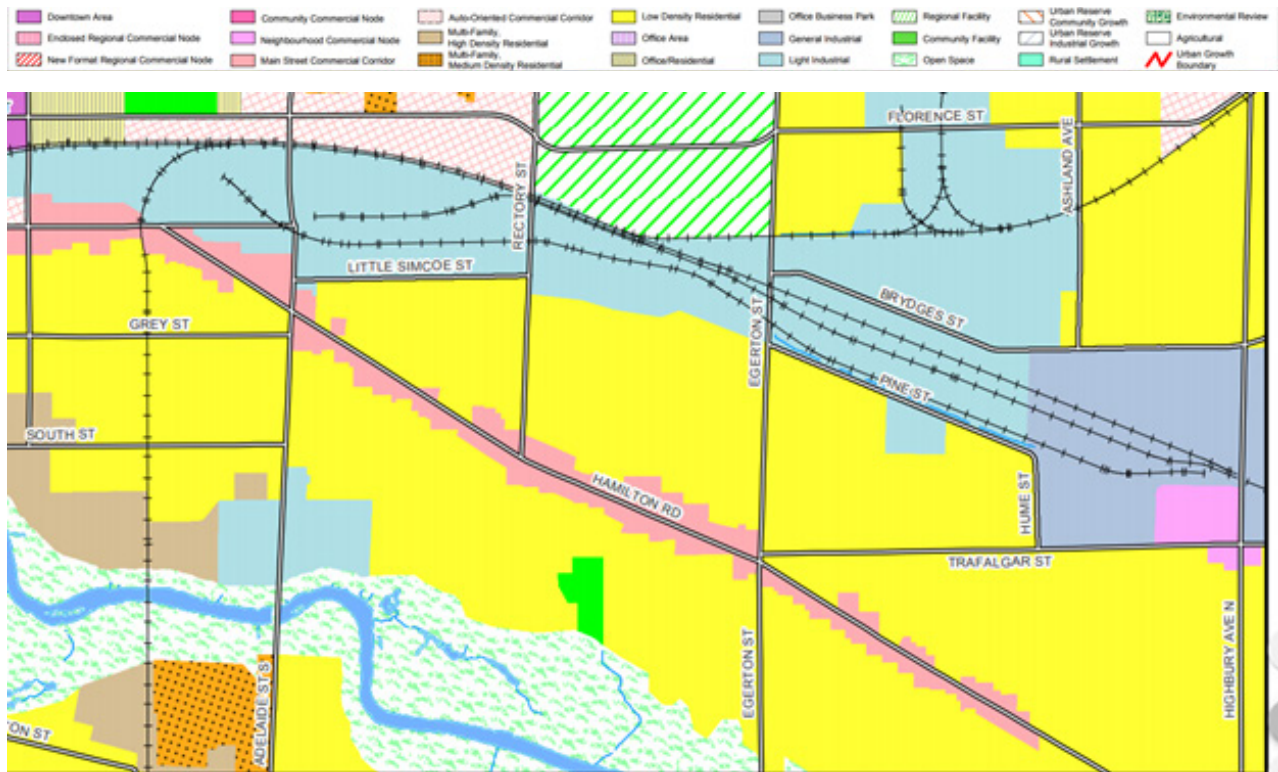 Downtown Area
Community Commercial Node
Auto-Oriented Commercial Corridor
Low Density Residential
Office Business Park
Regional Facility
Urban Reserve
Community Growth
Environmental Review
Enclosed Regional Commercial Node
Neighbourhood Commercial Node
Multi-Family,
High Density Residential
Office Area
General Industrial
Community Facility
Urban Reserve
Industrial Growth
Agricultural
New Format Regional Commercial Node
Main Street Commercial Corridor
Multi-Family,
Medium Density Residential
Office/Residential
Light Industrial
Open Space
Rural Settlement
Urban Growth
Boundary
FLORENCE ST
ASHLAND AVE
RECTORY ST
LITTLE SIMCOE ST
BRYDGES ST
GREY ST
EGERTON ST
PINE ST
SOUTH ST
HAMILTON RD
HUME ST
TRAFALGAR ST
EGERTON ST
HIGHBURY AVE N
ADELAIDE ST S
ON ST